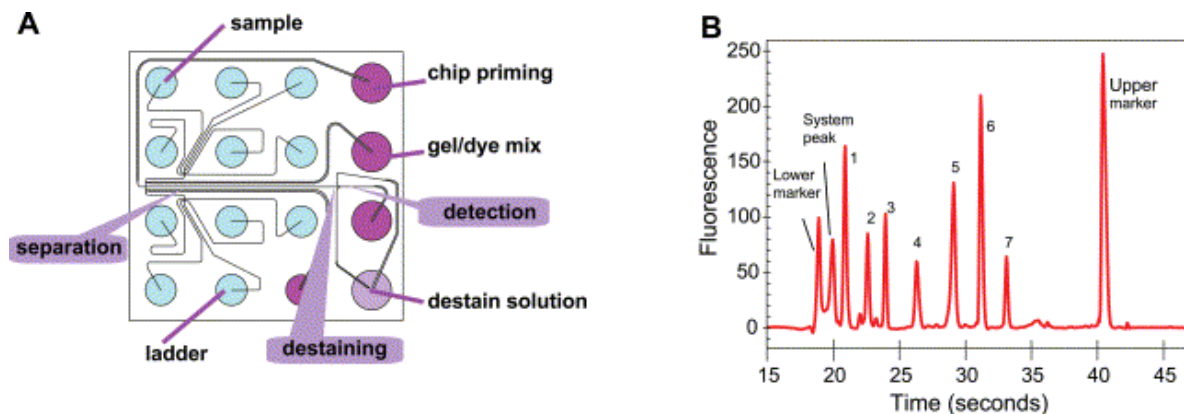 A
sample
chip priming
gel/dye mix
detection
separation
destain solution
ladder
destaining
B
250
200
150
100
50
0
Fluorescence
Lower
marker
System
peak
1
2
3
4
5
6
7
Upper
marker
15 20 25 30 35 40 45
Time (seconds)